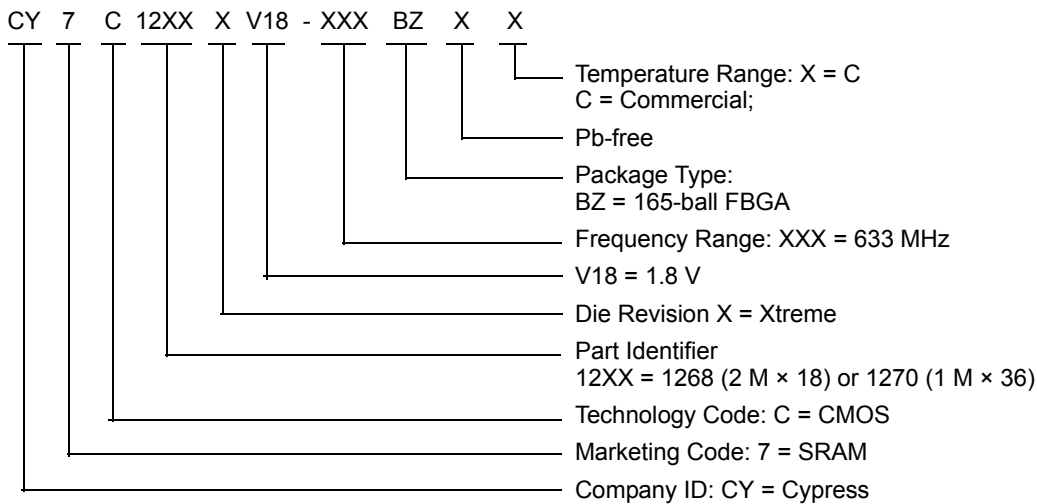 CY 7 C 12XX X V18 - XXX BZ X X
Temperature Range: X = C
C = Commercial;
Pb-free
Package Type:
BZ = 165-ball FBGA
Frequency Range: XXX = 633 MHz
V18 = 1.8 V
Die Revision X = Xtreme
Part Identifier
12XX = 1268 (2 M × 18) or 1270 (1 M × 36)
Technology Code: C = CMOS
Marketing Code: 7 = SRAM
Company ID: CY = Cypress